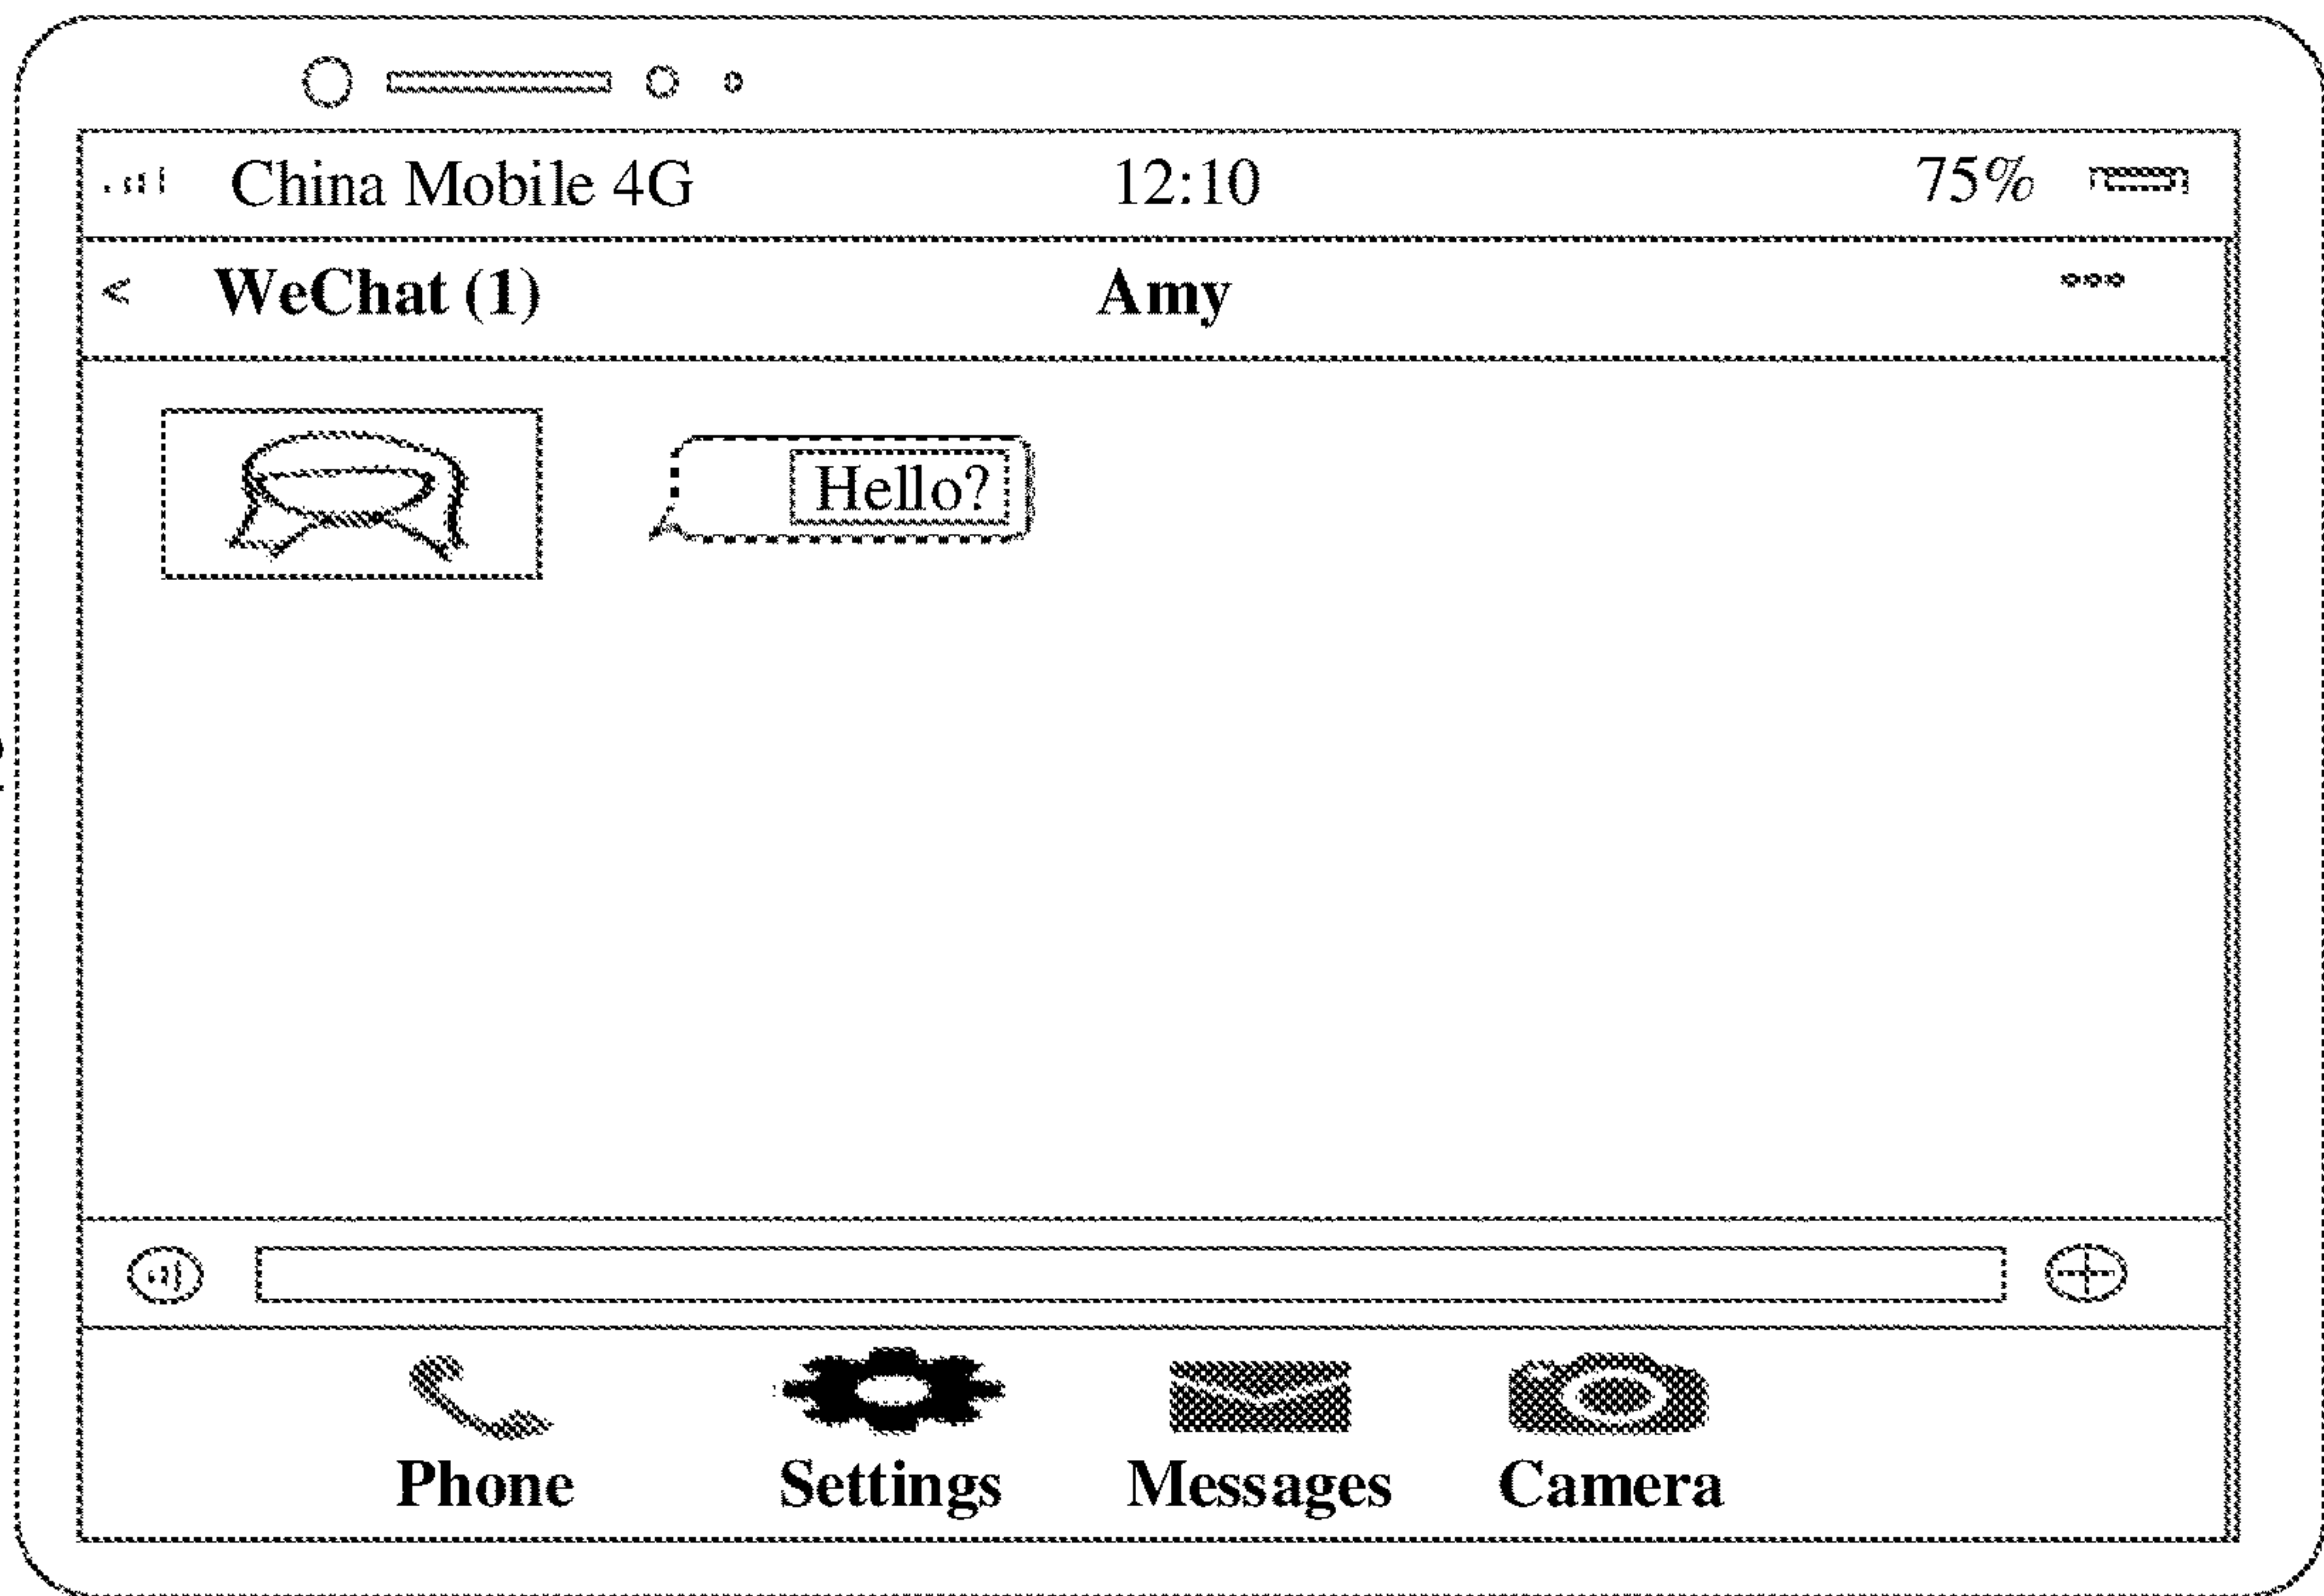 China Mobile 4G 12:10 75%
< WeChat (1) Amy
Hello?
Phone Settings Messages Camera